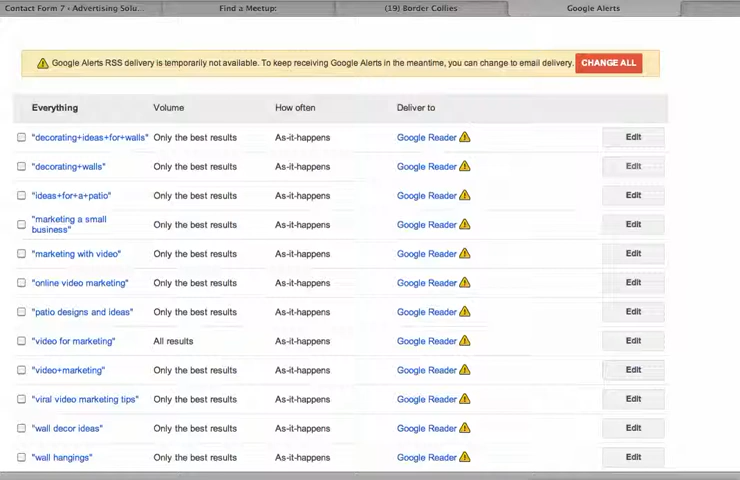 Contact Form 7 › Advertising Solu... Find a Meetup: (19) Border Collies Google Alerts
Google Alerts RSS delivery is temporarily not available. To keep receiving Google Alerts in the meantime, you can change to email delivery. CHANGE ALL
Everything Volume How often Deliver to
"decorating+ideas+for+walls" Only the best results As-it-happens Google Reader Edit
"decorating+walls" Only the best results As-it-happens Google Reader Edit
"ideas+for+a+patio" Only the best results As-it-happens Google Reader Edit
"marketing a small
business" Only the best results As-it-happens Google Reader Edit
"marketing with video" Only the best results As-it-happens Google Reader Edit
"online video marketing" Only the best results As-it-happens Google Reader Edit
"patio designs and ideas" Only the best results As-it-happens Google Reader Edit
"video for marketing" All results As-it-happens Google Reader Edit
"video+marketing" Only the best results As-it-happens Google Reader Edit
"viral video marketing tips" Only the best results As-it-happens Google Reader Edit
"wall decor ideas" Only the best results As-it-happens Google Reader Edit
"wall hangings" Only the best results As-it-happens Google Reader Edit